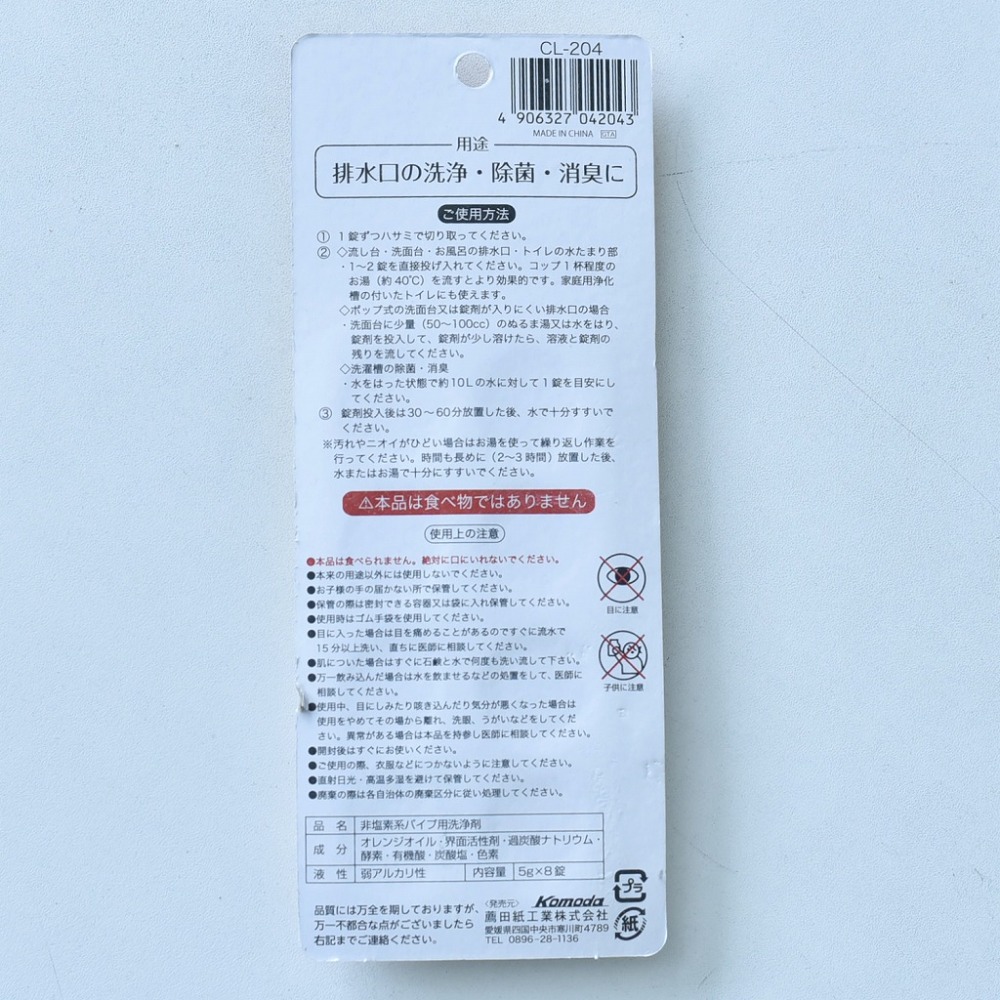 CL-204
4 906327 042043
MADE IN CHINA
用途
排水口の洗浄・除菌・消臭に
ご使用方法
① 1錠ずつハサミで切り取ってください。
② ◇流し台・洗面台・お風呂の排水口・トイレの水たまり部
・1〜2錠を直接投げ入れてください。コップ1杯程度の
お湯（約40℃）を流すとより効果的です。家庭用浄化
槽の付いたトイレにも使えます。
◇ポップ式の洗面台又は錠剤が入りにくい排水口の場合
・洗面台に少量（50〜100cc）のぬるま湯又は水をはり、
錠剤を投入して、錠剤が少し溶けたら、溶液と錠剤の
残りを流してください。
◇洗濯槽の除菌・消臭
・水をはった状態で約10Lの水に対して1錠を目安にし
てください。
③ 錠剤投入後は30〜60分放置した後、水で十分すすいで
ください。
※汚れやニオイがひどい場合はお湯を使って繰り返し作業を
行ってください。時間も長めに（2〜3時間）放置した後、
水またはお湯で十分にすすいでください。
⚠本品は食べ物ではありません
使用上の注意
●本品は食べられません。絶対に口にいれないでください。
●本来の用途以外には使用しないでください。
●お子様の手の届かない所で保管してください。
●保管の際は密封できる容器又は袋に入れ保管してください。
●使用時はゴム手袋を使用してください。
●目に入った場合は目を痛めることがあるのですぐに流水で
15分以上洗い、直ちに医師に相談してください。
●肌についた場合はすぐに石鹸と水で何度も洗い流して下さい。
●万一飲み込んだ場合は水を飲ませるなどの処置をして、医師に
相談してください。
●使用中、目にしみたり咳き込んだり気分が悪くなった場合は
使用をやめてその場から離れ、洗眼、うがいなどをしてくだ
さい。異常がある場合は本品を持参し医師に相談してください。
●開封後はすぐにお使いください。
●ご使用の際、衣服などにつかないように注意してください。
●直射日光・高温多湿を避けて保管してください。
●廃棄の際は各自治体の廃棄区分に従い処理してください。
目に注意
子供に注意
品 名 非塩素系パイプ用洗浄剤
成 分 オレンジオイル・界面活性剤・過炭酸ナトリウム・
酵素・有機酸・炭酸塩・色素
液 性 弱アルカリ性 内容量 5g×8錠
品質には万全を期しておりますが、
万一不都合な点がございましたら
右記までご連絡ください。
〈発売元〉 Komoda
薦田紙工業株式会社
愛媛県四国中央市寒川町4789
TEL 0896-28-1136
プラ
紙